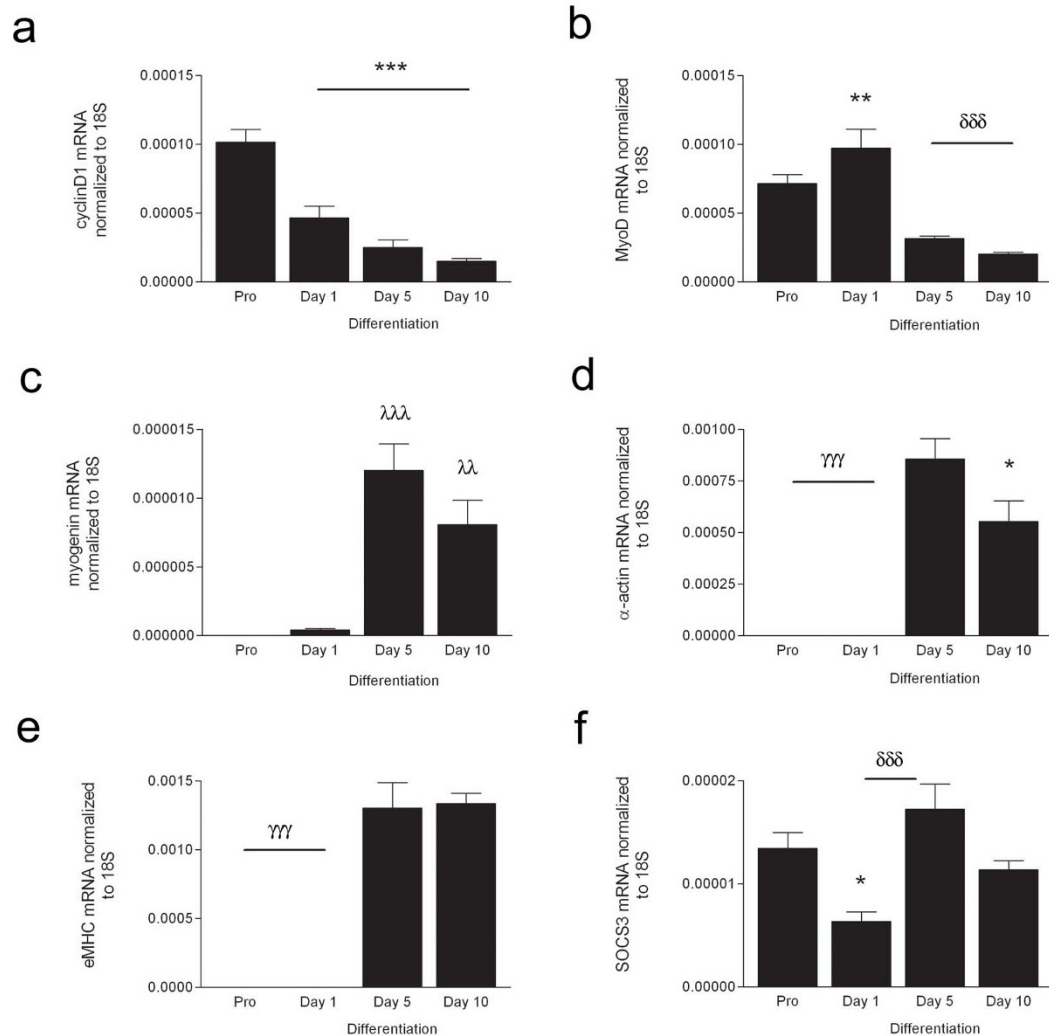 a
cyclinD1 mRNA
normalized to 18S
0.00015
0.00010
0.00005
0.00000
***
Pro Day 1 Day 5 Day 10
Differentiation
b
MyoD mRNA normalized
to 18S
0.00015
0.00010
0.00005
0.00000
**
δδδ
Pro Day 1 Day 5 Day 10
Differentiation
c
myogenin mRNA
normalized to 18S
0.000015
0.000010
0.000005
0.000000
λλλ
λλ
Pro Day 1 Day 5 Day 10
Differentiation
d
α-actin mRNA normalized
to 18S
0.00100
0.00075
0.00050
0.00025
0.00000
γγγ
*
Pro Day 1 Day 5 Day 10
Differentiation
e
eMHC mRNA normalized
to 18S
0.0015
0.0010
0.0005
0.0000
γγγ
Pro Day 1 Day 5 Day 10
Differentiation
f
SOCS3 mRNA normalized
to 18S
0.00002
0.00001
0.00000
*
δδδ
Pro Day 1 Day 5 Day 10
Differentiation